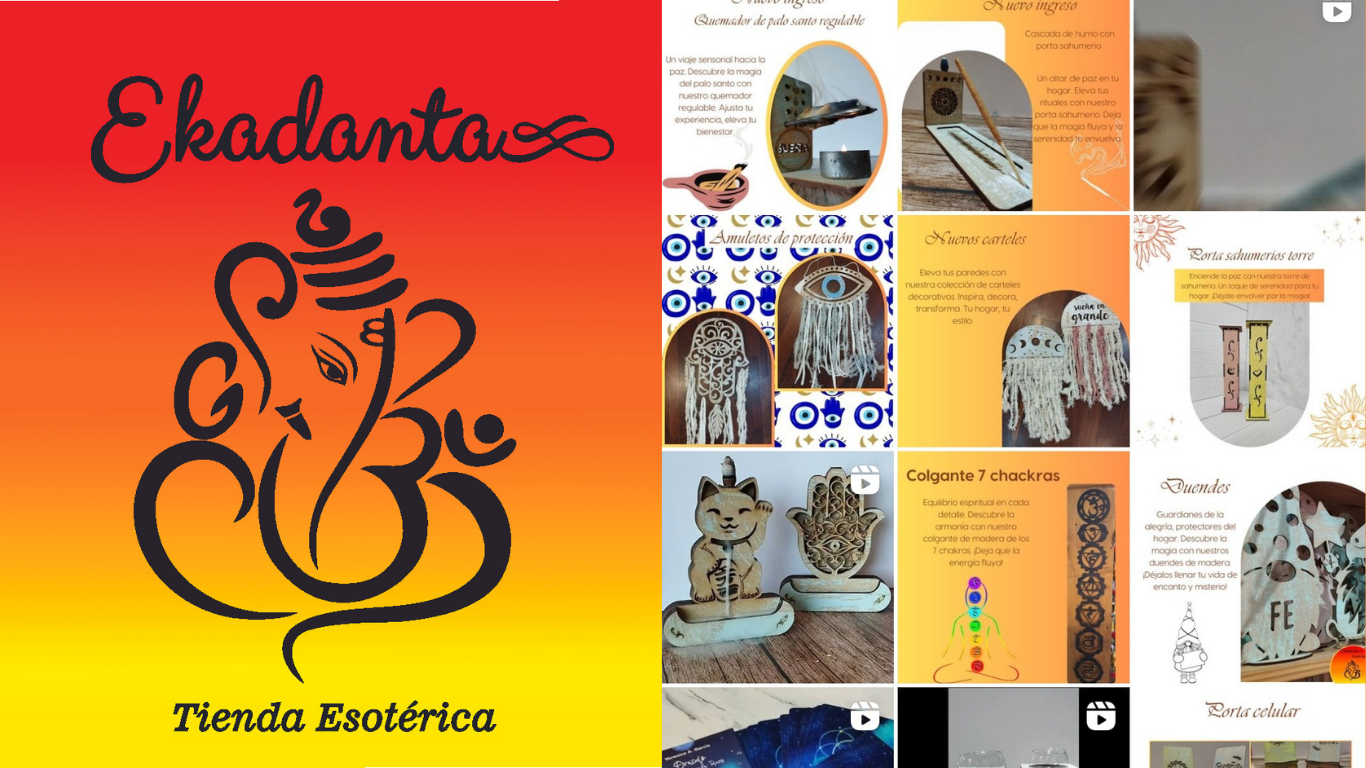 Ekadanta
Tienda Esotérica
Nuevo ingreso
Quemador de palo santo regulable
Un viaje sensorial hacia la
paz. Descubre la magia
del palo santo con
nuestro quemador
regulable. Ajusta tu
experiencia, eleva tu
bienestar.
SUEÑA
Nuevo ingreso
Cascada de humo con
porta sahumerio
Un altar de paz en tu
hogar. Eleva tus
rituales con nuestro
porta sahumerio. Deja
que la magia fluya y la
serenidad te envuelva.
Amuletos de protección
Nuevos carteles
Eleva tus paredes con
nuestra colección de carteles
decorativos. Inspira, decora,
transforma. Tu hogar, tu
estilo.
sueña en
grande
Porta sahumerios torre
Enciende la paz con nuestra torre de
sahumerio. Un toque de serenidad para tu
hogar. ¡Déjate envolver por la magia!
Colgante 7 chackras
Equilibrio espiritual en cada
detalle. Descubre la
armonía con nuestro
colgante de madera de los
7 chakras. ¡Deja que la
energía fluya!
Duendes
Guardianes de la
alegría, protectores del
hogar. Descubre la
magia con nuestros
duendes de madera.
¡Déjalos llenar tu vida de
encanto y misterio!
FE
Porta celular